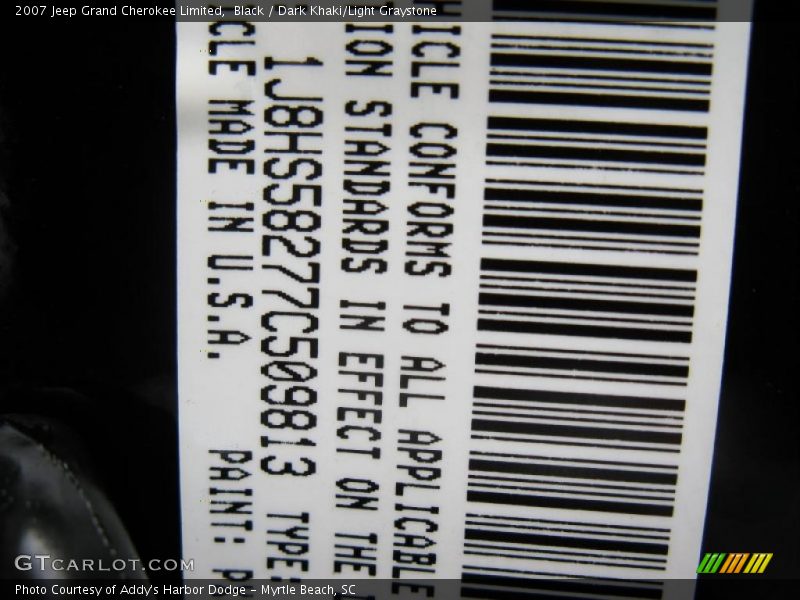 2007 Jeep Grand Cherokee Limited, Black / Dark Khaki/Light Graystone
HICLE CONFORMS TO ALL APPLICABLE
ION STANDARDS IN EFFECT ON THE
1J8HS58277C509813 TYPE:
CLE MADE IN U.S.A. PAINT:
GTCARLOT.COM
Photo Courtesy of Addy's Harbor Dodge - Myrtle Beach, SC